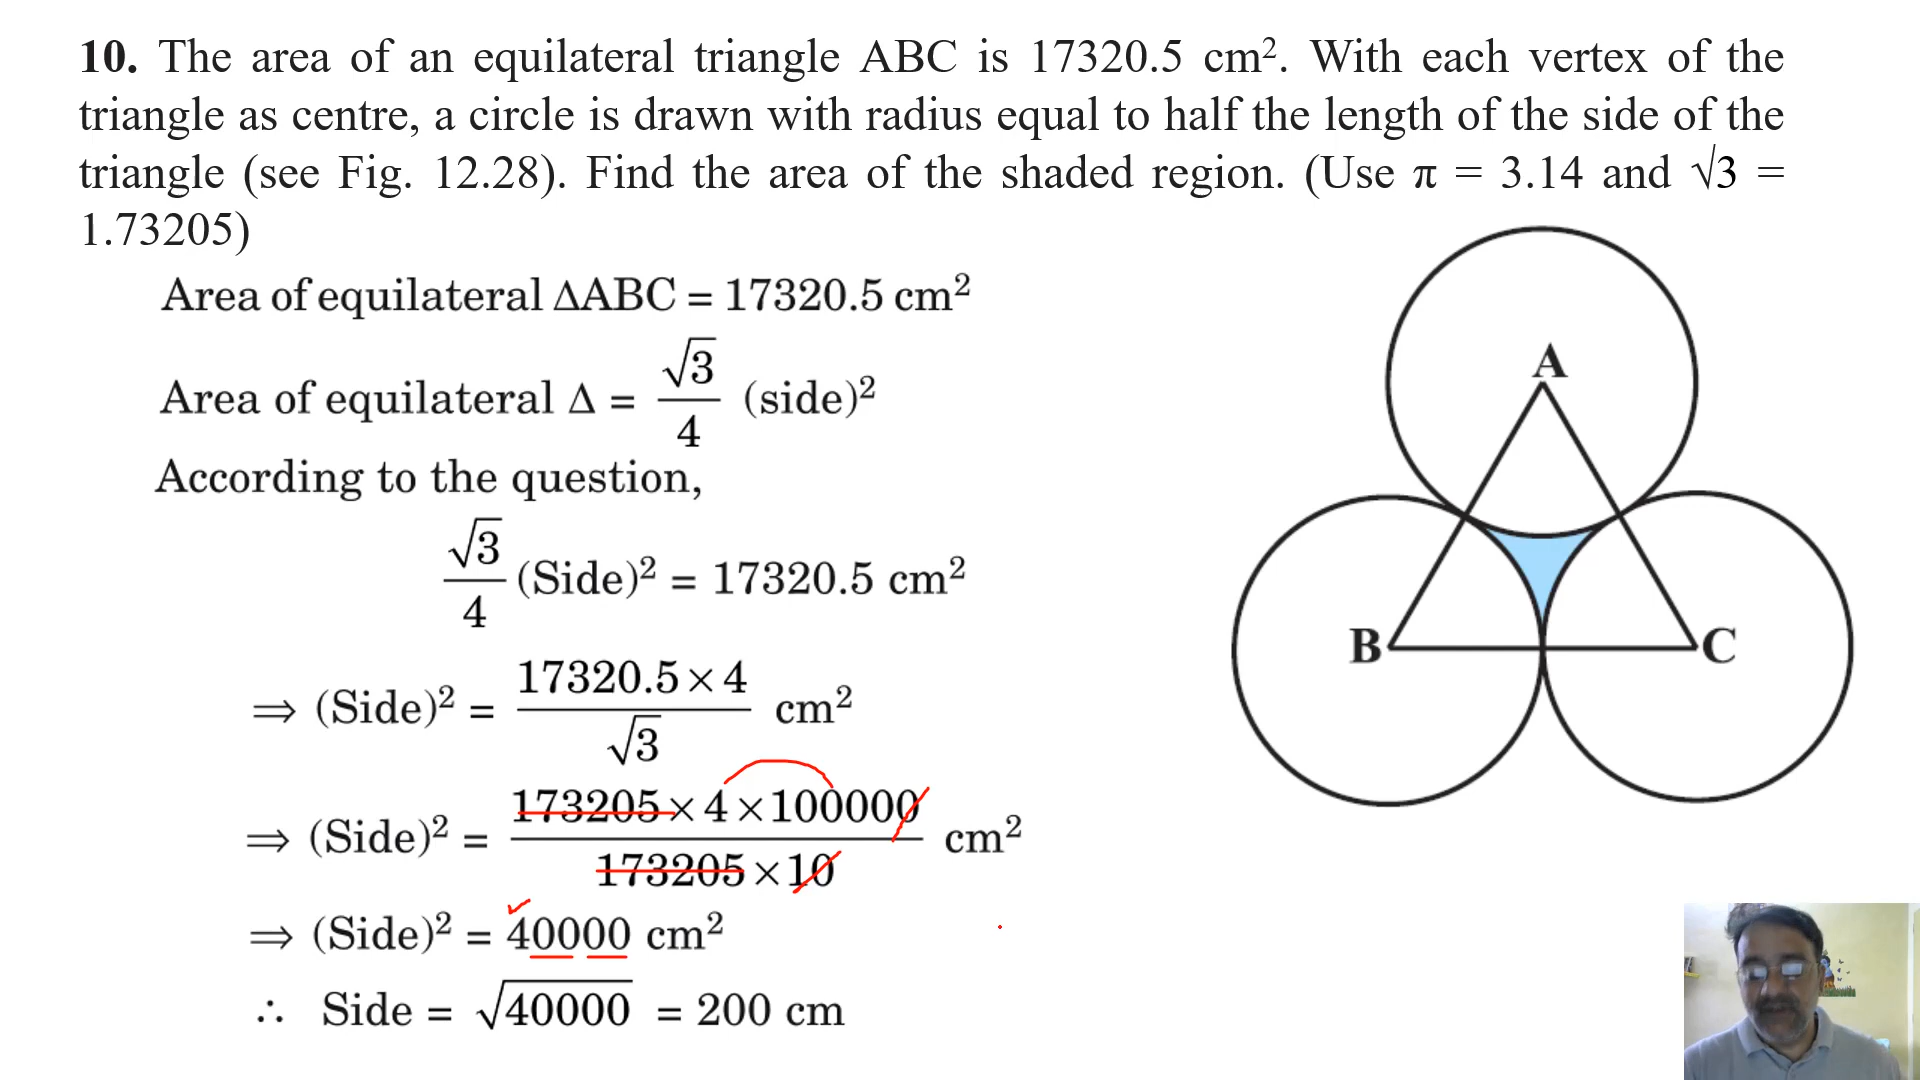 10. The area of an equilateral triangle ABC is 17320.5 cm². With each vertex of the
triangle as centre, a circle is drawn with radius equal to half the length of the side of the
triangle (see Fig. 12.28). Find the area of the shaded region. (Use π = 3.14 and √3 =
1.73205)
Area of equilateral ΔABC = 17320.5 cm²
Area of equilateral Δ = √3/4 (side)²
According to the question,
√3/4 (Side)² = 17320.5 cm²
⇒ (Side)² = 17320.5 × 4 / √3 cm²
⇒ (Side)² = 173205 × 4 × 100000 / 173205 × 10 cm²
⇒ (Side)² = 40000 cm²
∴ Side = √40000 = 200 cm
A
B
C